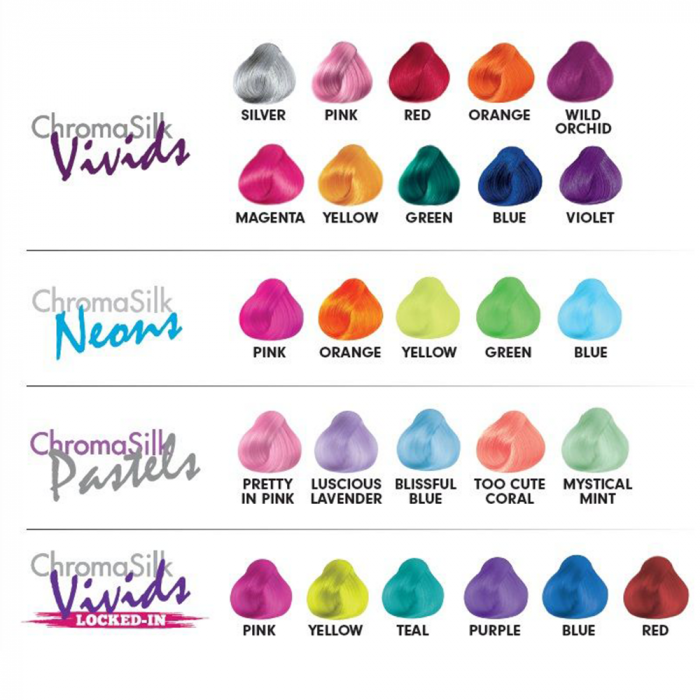 ChromaSilk
Vivids
SILVER PINK RED ORANGE WILD
ORCHID
MAGENTA YELLOW GREEN BLUE VIOLET
ChromaSilk
Neons
PINK ORANGE YELLOW GREEN BLUE
ChromaSilk
Pastels
PRETTY LUSCIOUS BLISSFUL TOO CUTE MYSTICAL
IN PINK LAVENDER BLUE CORAL MINT
ChromaSilk
Vivids
LOCKED-IN
PINK YELLOW TEAL PURPLE BLUE RED